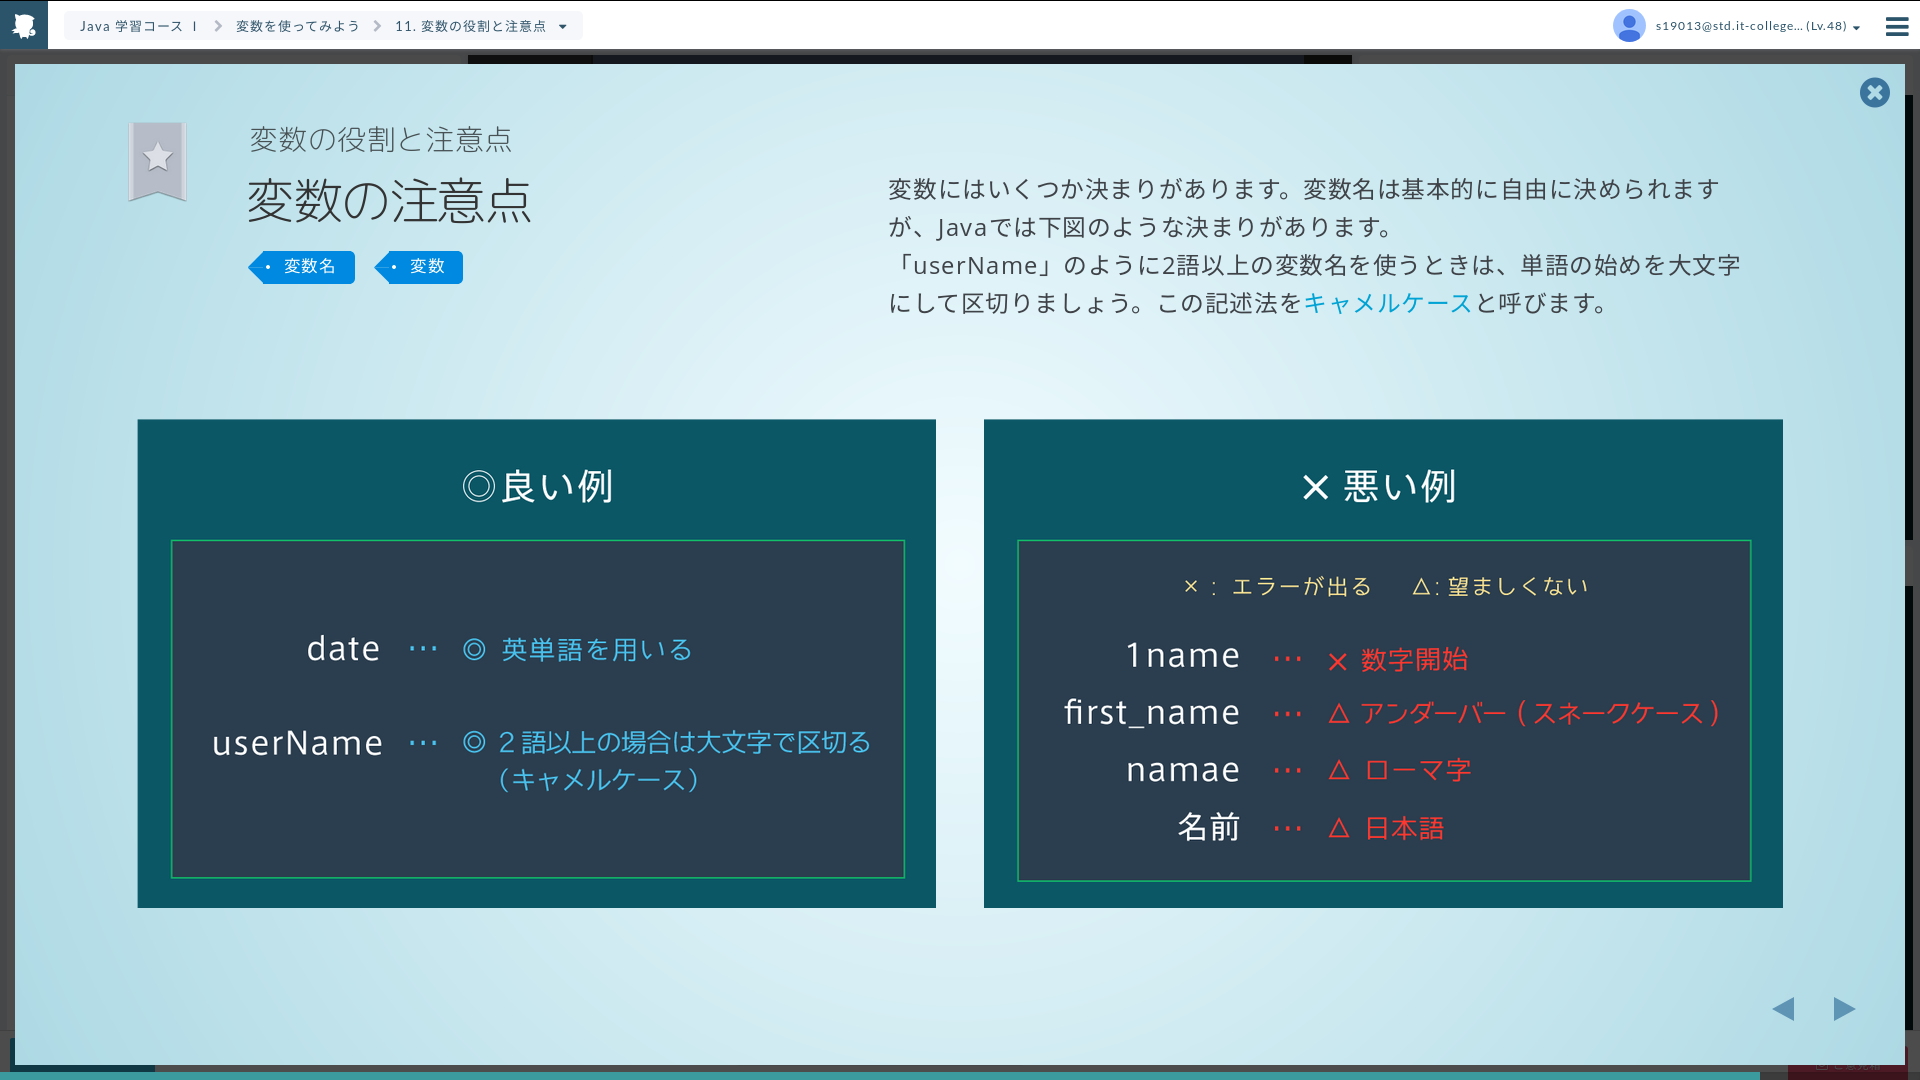 Java 学習コース Ⅰ
変数を使ってみよう
11. 変数の役割と注意点
s19013@std.it-college... (Lv.48)
変数の役割と注意点
変数の注意点
変数名
変数
変数にはいくつか決まりがあります。変数名は基本的に自由に決められます
が、Javaでは下図のような決まりがあります。
「userName」のように2語以上の変数名を使うときは、単語の始めを大文字
にして区切りましょう。この記述法をキャメルケースと呼びます。
◎良い例
date … ◎ 英単語を用いる
userName … ◎ 2語以上の場合は大文字で区切る
（キャメルケース）
× 悪い例
× : エラーが出る △: 望ましくない
1name … × 数字開始
first_name … △ アンダーバー ( スネークケース )
namae … △ ローマ字
名前 … △ 日本語